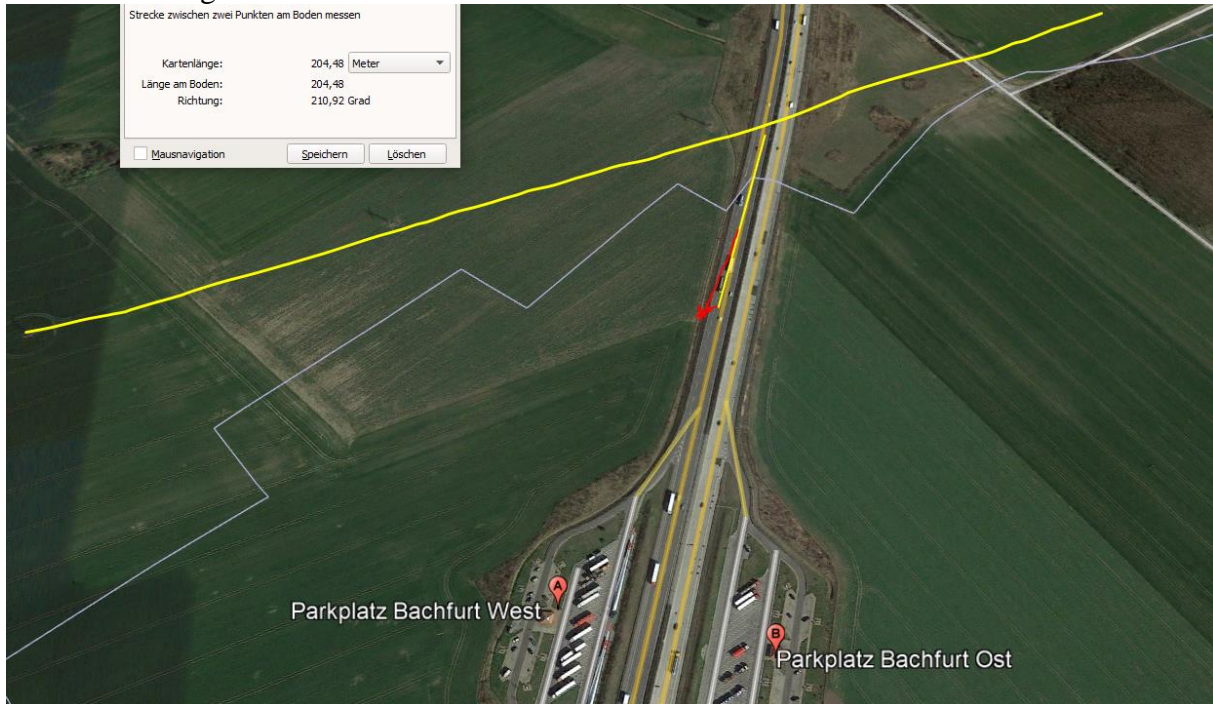 Strecke zwischen zwei Punkten am Boden messen
Kartenlänge: 204,48 Meter
Länge am Boden: 204,48
Richtung: 210,92 Grad
Mausnavigation Speichern Löschen
A
Parkplatz Bachfurt West
B
Parkplatz Bachfurt Ost